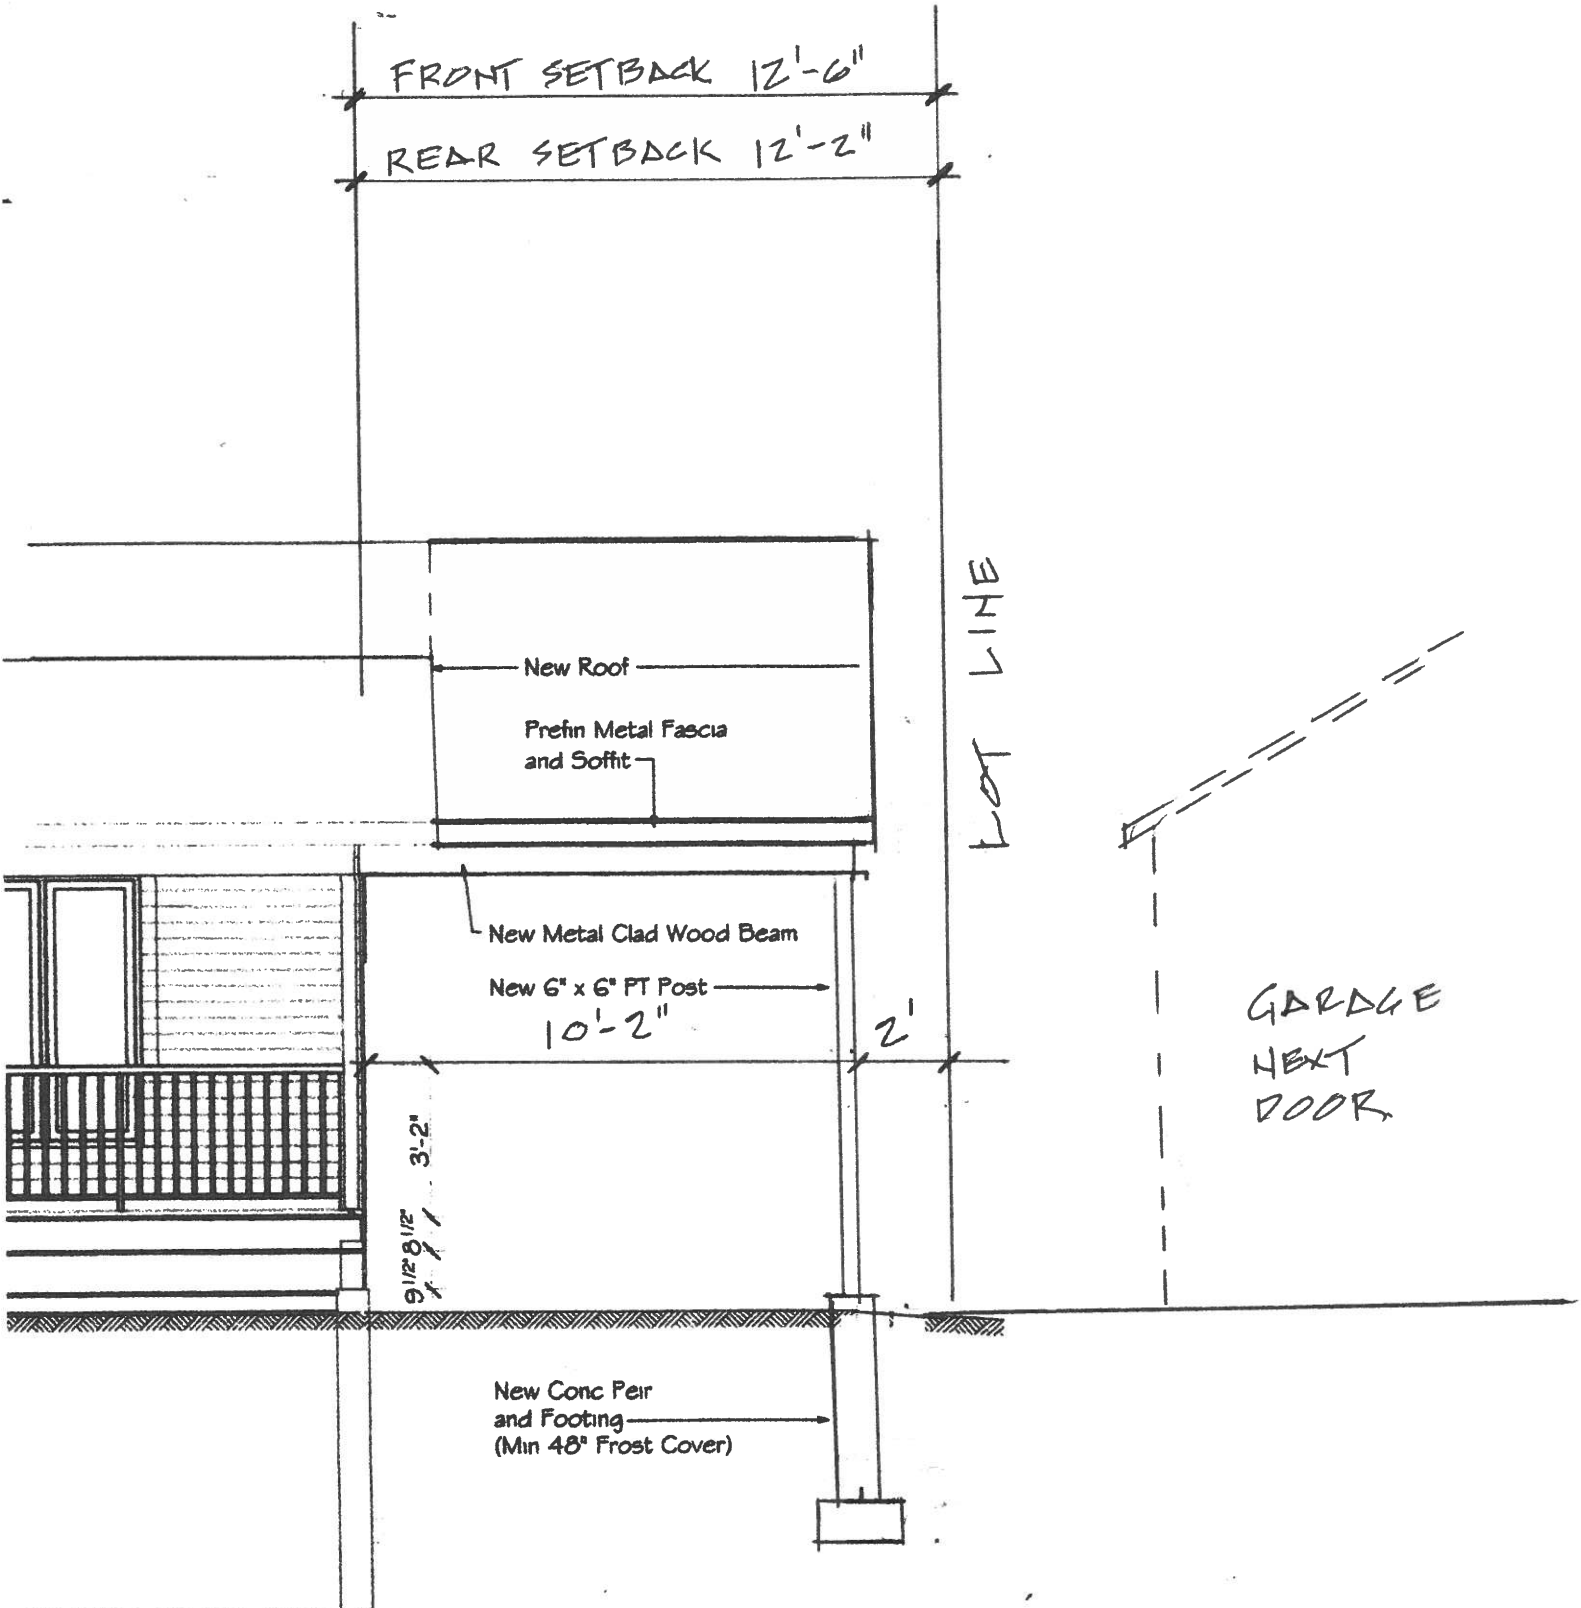 FRONT SETBACK 12'-6"
REAR SETBACK 12'-2"
LOT LINE
New Roof
Prefin Metal Fascia
and Soffit
New Metal Clad Wood Beam
New 6" x 6" PT Post
10'-2"
2'
GARAGE
NEXT
DOOR
3'-2"
8 1/2"
9 1/2"
New Conc Peir
and Footing
(Min 48" Frost Cover)